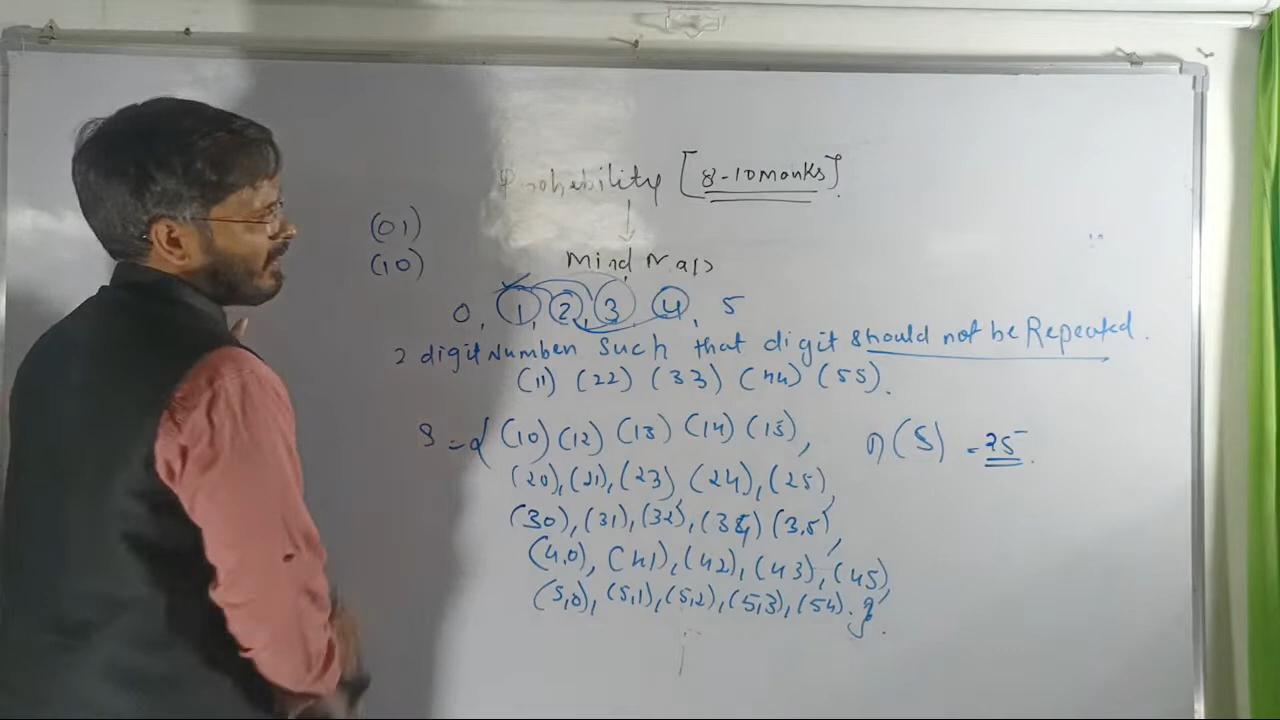 Probability [8-10 marks].
(01)
(10)
Mind Map
0, 1, 2, 3, 4, 5
2 digit Number Such that digit should not be Repeated.
(11) (22) (33) (44) (55).
S = { (10) (12) (13) (14) (15), n(S) = 25.
(20), (21), (23), (24), (25),
(30), (31), (32), (34) (3,5),
(4,0), (41), (42), (43), (45),
(5,0), (5,1), (5,2), (5,3), (54). }.